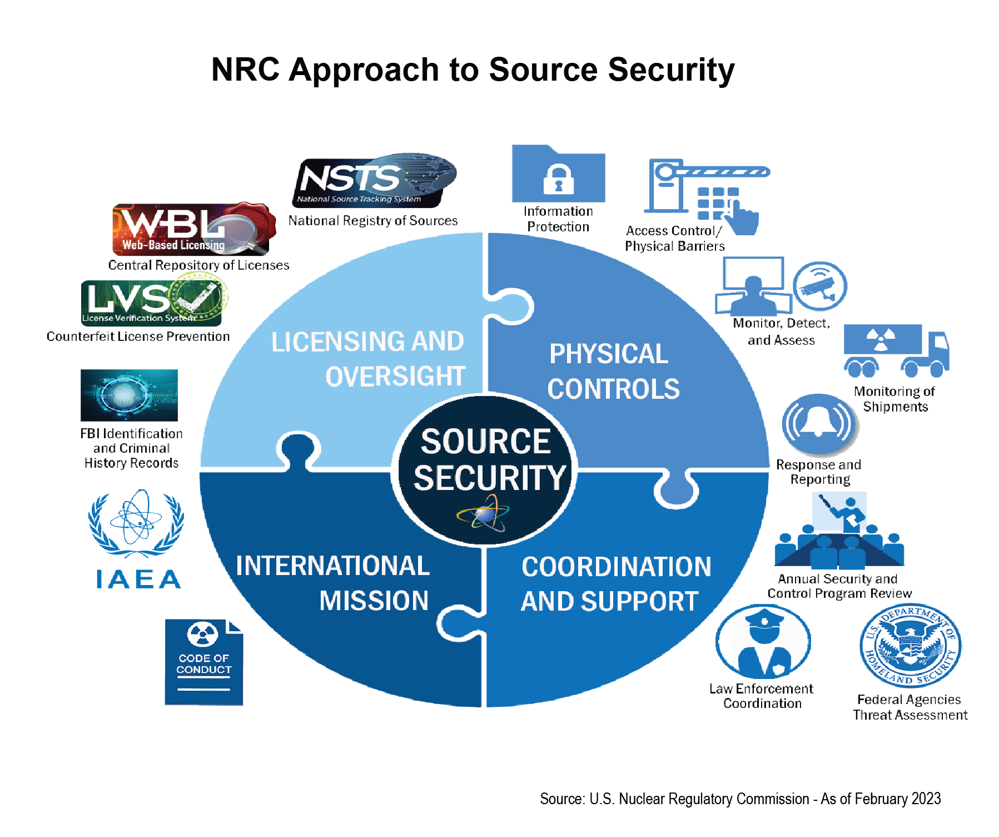 NRC Approach to Source Security
NSTS
National Source Tracking System
National Registry of Sources
WBL
Web-Based Licensing
Central Repository of Licenses
LVS
License Verification System
Counterfeit License Prevention
FBI Identification
and Criminal
History Records
IAEA
CODE OF
CONDUCT
Information
Protection
Access Control/
Physical Barriers
Monitor, Detect,
and Assess
Monitoring of
Shipments
Response and
Reporting
Annual Security and
Control Program Review
Law Enforcement
Coordination
U.S. DEPARTMENT OF
HOMELAND SECURITY
Federal Agencies
Threat Assessment
LICENSING AND
OVERSIGHT
PHYSICAL
CONTROLS
SOURCE
SECURITY
INTERNATIONAL
MISSION
COORDINATION
AND SUPPORT
Source: U.S. Nuclear Regulatory Commission - As of February 2023